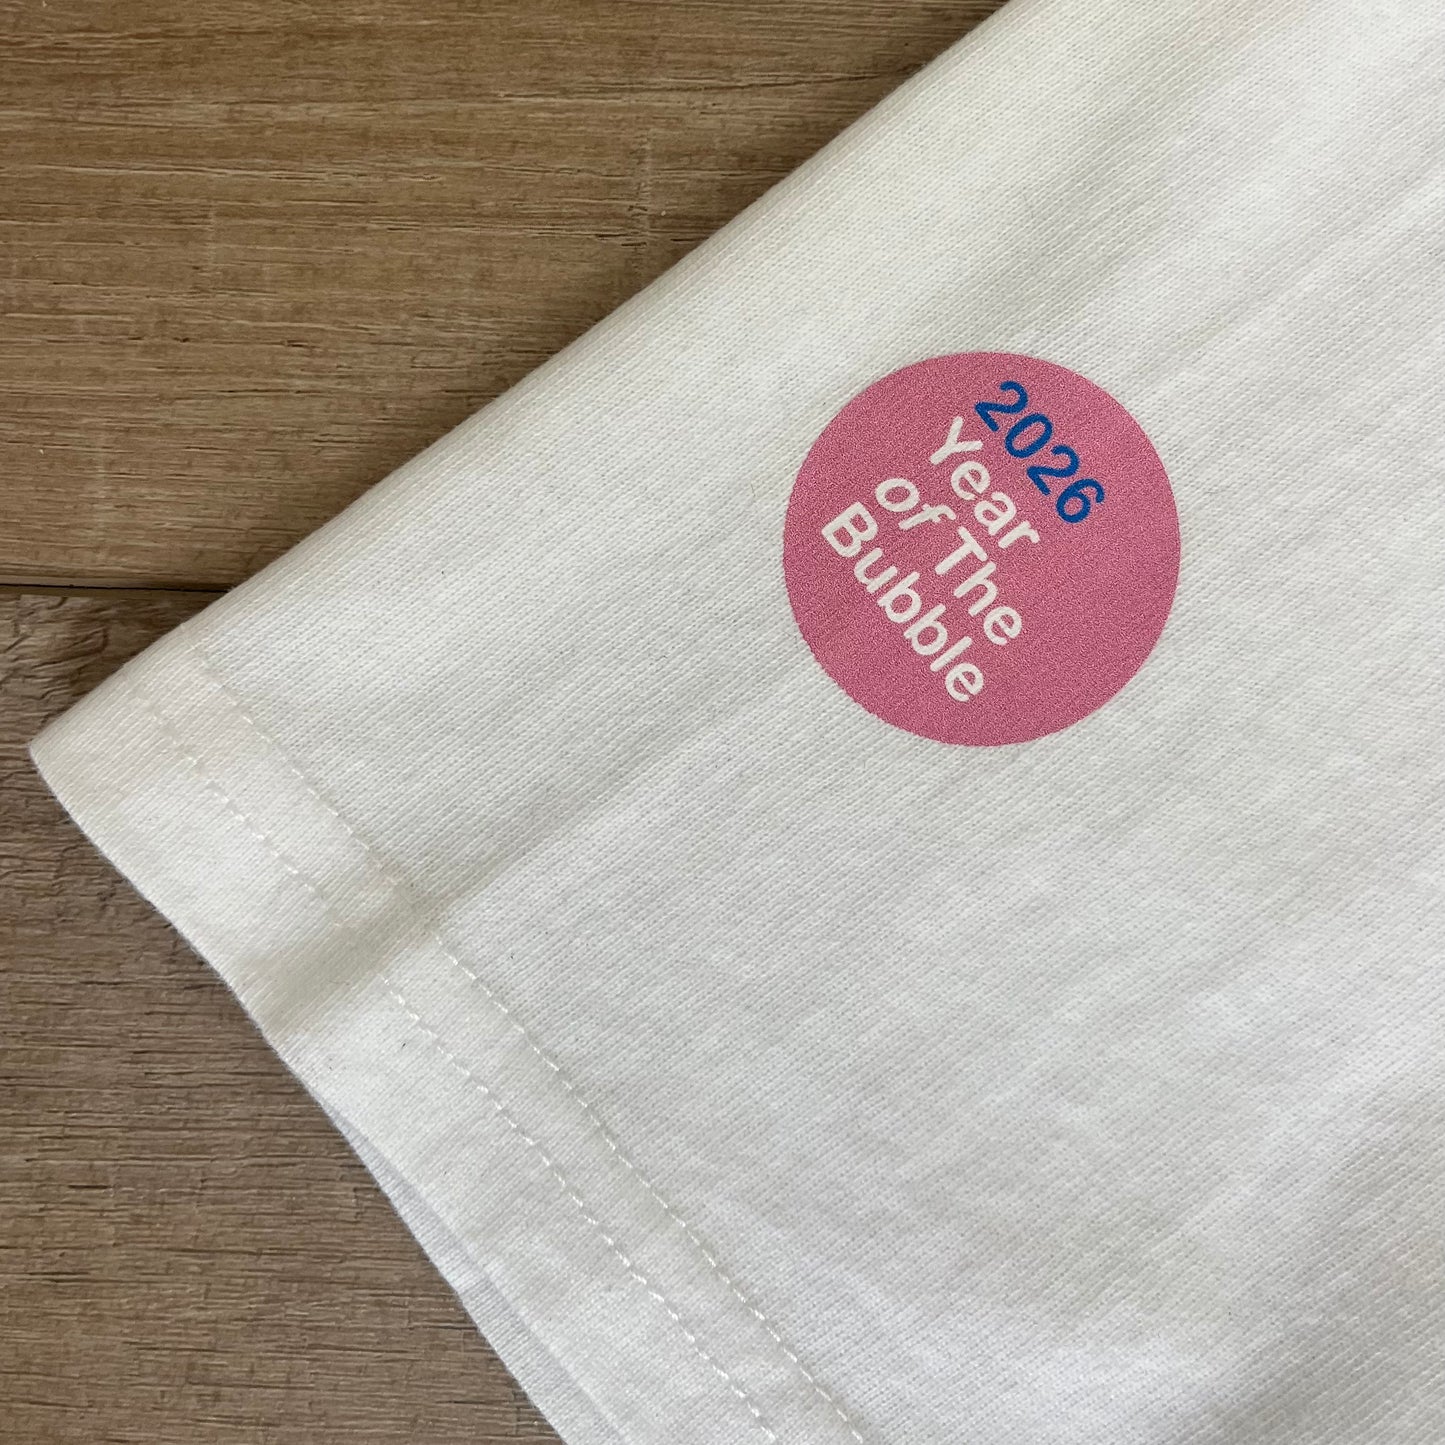 2026
Year
of The
Bubble